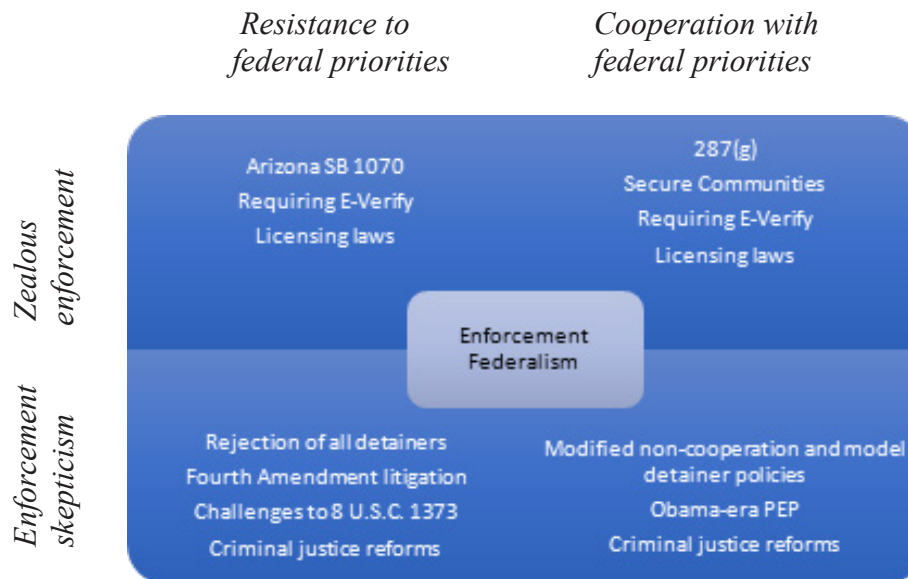 Resistance to
federal priorities
Cooperation with
federal priorities
Zealous
enforcement
Arizona SB 1070
Requiring E-Verify
Licensing laws
287(g)
Secure Communities
Requiring E-Verify
Licensing laws
Enforcement
Federalism
Enforcement
skepticism
Rejection of all detainers
Fourth Amendment litigation
Challenges to 8 U.S.C. 1373
Criminal justice reforms
Modified non-cooperation and model
detainer policies
Obama-era PEP
Criminal justice reforms